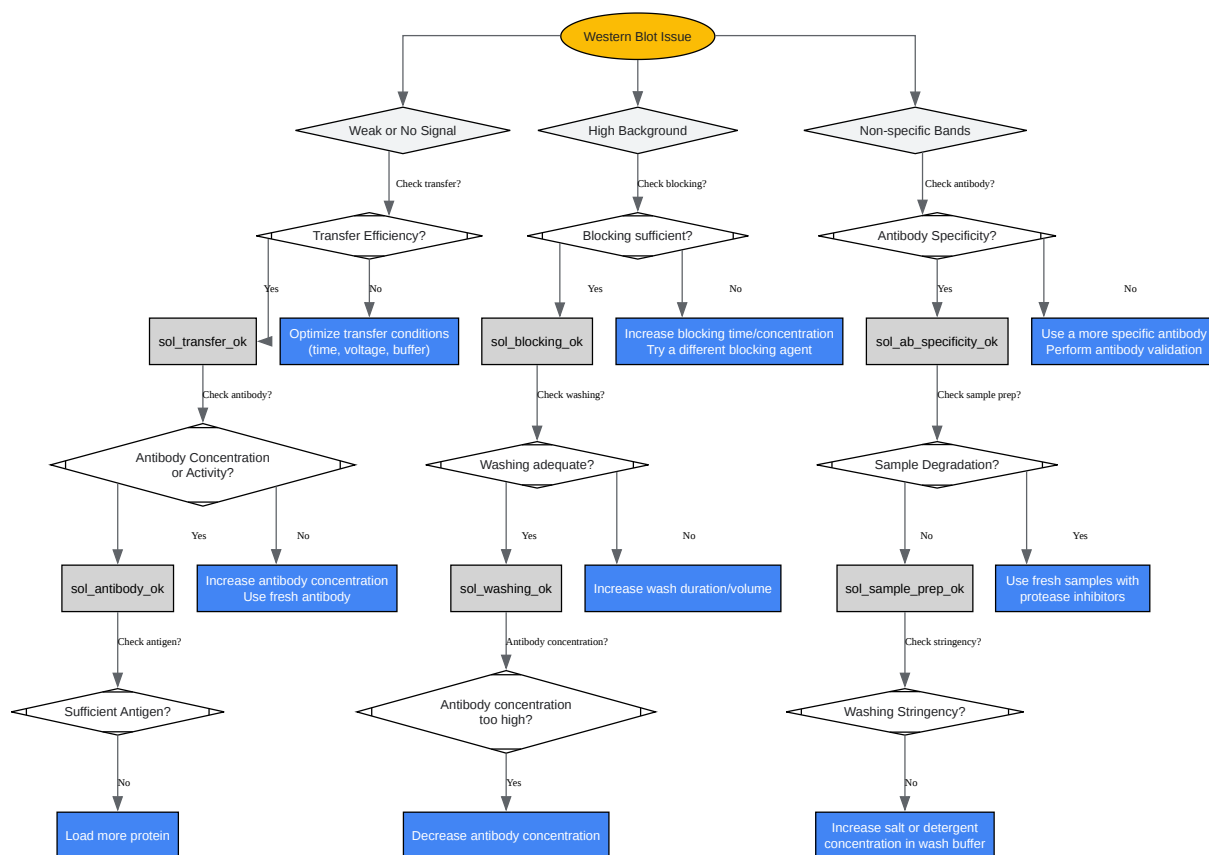 Western Blot Issue
Weak or No Signal
High Background
Non-specific Bands
Check transfer?
Check blocking?
Check antibody?
Transfer Efficiency?
Blocking sufficient?
Antibody Specificity?
Yes
No
Yes
No
Yes
No
sol_transfer_ok
Optimize transfer conditions
(time, voltage, buffer)
sol_blocking_ok
Increase blocking time/concentration
Try a different blocking agent
sol_ab_specificity_ok
Use a more specific antibody
Perform antibody validation
Check antibody?
Check washing?
Check sample prep?
Antibody Concentration
or Activity?
Washing adequate?
Sample Degradation?
Yes
No
Yes
No
No
Yes
sol_antibody_ok
Increase antibody concentration
Use fresh antibody
sol_washing_ok
Increase wash duration/volume
sol_sample_prep_ok
Use fresh samples with
protease inhibitors
Check antigen?
Antibody concentration?
Check stringency?
Sufficient Antigen?
Antibody concentration
too high?
Washing Stringency?
No
Yes
No
Load more protein
Decrease antibody concentration
Increase salt or detergent
concentration in wash buffer